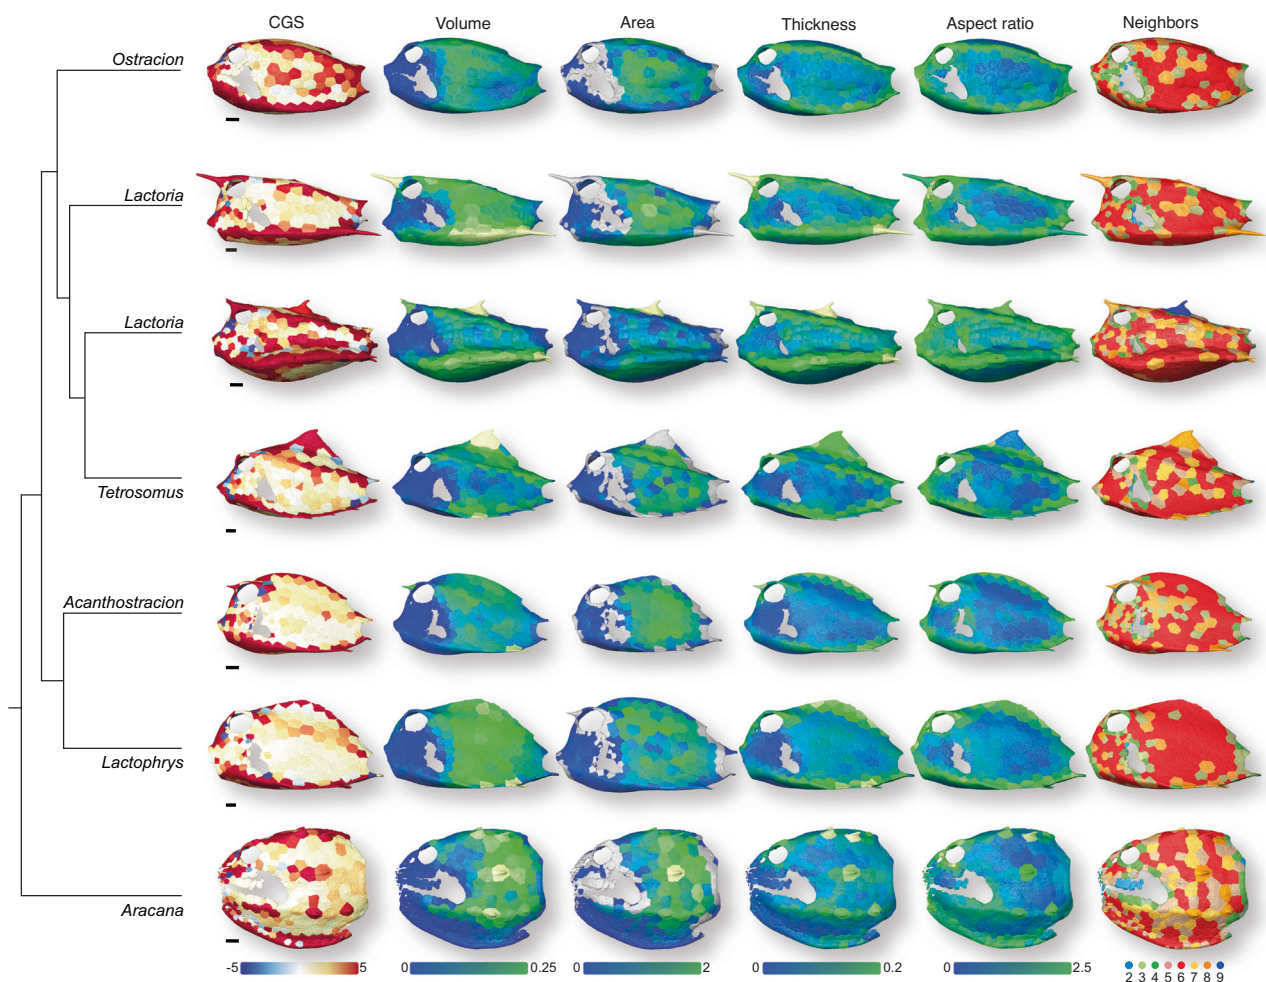 CGS Volume Area Thickness Aspect ratio Neighbors
Ostracion
Lactoria
Lactoria
Tetrosomus
Acanthostracion
Lactophrys
Aracana
-5 5 0 0.25 0 2 0 0.2 0 2.5
2 3 4 5 6 7 8 9